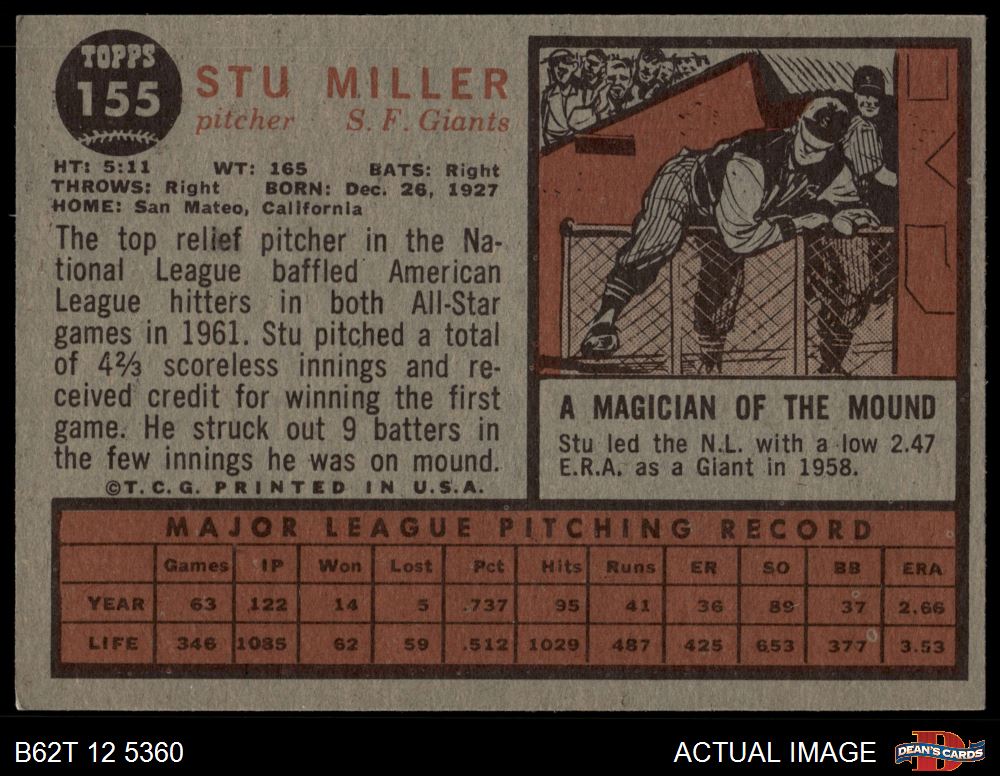 TOPPS
155
STU MILLER
pitcher S. F. Giants
HT: 5:11 WT: 165 BATS: Right
THROWS: Right BORN: Dec. 26, 1927
HOME: San Mateo, California
The top relief pitcher in the Na-
tional League baffled American
League hitters in both All-Star
games in 1961. Stu pitched a total
of 4⅔ scoreless innings and re-
ceived credit for winning the first
game. He struck out 9 batters in
the few innings he was on mound.
©T. C. G. PRINTED IN U. S. A.
A MAGICIAN OF THE MOUND
Stu led the N.L. with a low 2.47
E.R.A. as a Giant in 1958.
MAJOR LEAGUE PITCHING RECORD
Games IP Won Lost Pct Hits Runs ER SO BB ERA
YEAR 63 122 14 5 .737 95 41 36 89 37 2.66
LIFE 346 1085 62 59 .512 1029 487 425 653 377 3.53
B62T 12 5360
ACTUAL IMAGE
D
DEAN'S CARDS